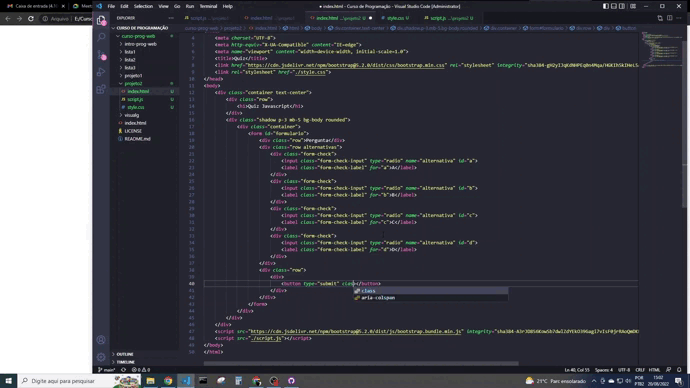 Caixa de entrada (4.1
Ei/Curso
File Edit Selection View Go Run Terminal Help
index.html - curso-prog-web - Visual Studio Code [Administrator]
EXPLORER
script.js ...\projeto1
index.html ...\projeto1
index.html ...\projeto2
style.css
script.js ...\projeto2
CURSO DE PROGRAMAÇÃO
curso-prog-web
intro-prog-web
lista1
lista2
lista3
projeto1
projeto2
index.html
script.js
style.css
visualg
index.html
LICENSE
README.md
OUTLINE
TIMELINE
<meta charset="UTF-8">
<meta http-equiv="X-UA-Compatible" content="IE=edge">
<meta name="viewport" content="width=device-width, initial-scale=1.0">
<title>Quiz</title>
<link href="https://cdn.jsdelivr.net/npm/bootstrap@5.2.0/dist/css/bootstrap.min.css" rel="stylesheet" integrity=
<link rel="stylesheet" href="./style.css">
</head>
<body>
<div class="container text-center">
<div class="row">
<h1>Quiz Javascript</h1>
</div>
<div class="shadow p-3 mb-5 bg-body rounded">
<div class="container">
<form id="formulario">
<div class="row">Pergunta</div>
<div class="row alternativas">
<div class="form-check">
<input class="form-check-input" type="radio" name="alternativa" id="a">
<label class="form-check-label" for="a">A</label>
</div>
<div class="form-check">
<input class="form-check-input" type="radio" name="alternativa" id="b">
<label class="form-check-label" for="b">B</label>
</div>
<div class="form-check">
<input class="form-check-input" type="radio" name="alternativa" id="c">
<label class="form-check-label" for="c">C</label>
</div>
<div class="form-check">
<input class="form-check-input" type="radio" name="alternativa" id="d">
<label class="form-check-label" for="d">D</label>
</div>
</div>
<div class="row">
<div>
<button type="submit" clas></button>
class
aria-colspan
</div>
</div>
</form>
</div>
</div>
</div>
<script src="https://cdn.jsdelivr.net/npm/bootstrap@5.2.0/dist/js/bootstrap.bundle.min.js" integrity=
<script src="./script.js"></script>
</body>
</html>
main*
0 0
Ln 40, Col 55
Spaces: 4
UTF-8
CRLF
HTML
Digite aqui para pesquisar
21°C Parc ensolarado
POR
PTB2
15:02
20/08/2022